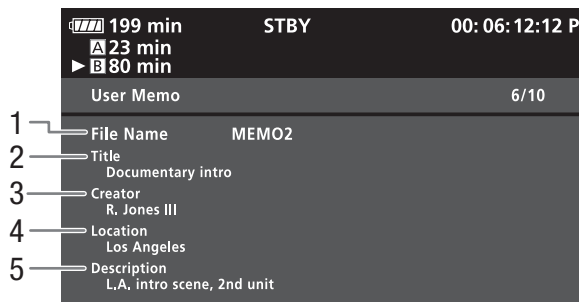 199 min STBY 00: 06: 12: 12 P
A 23 min
► B 80 min
User Memo 6/10
1 File Name MEMO2
2 Title
Documentary intro
3 Creator
R. Jones III
4 Location
Los Angeles
5 Description
L.A. intro scene, 2nd unit